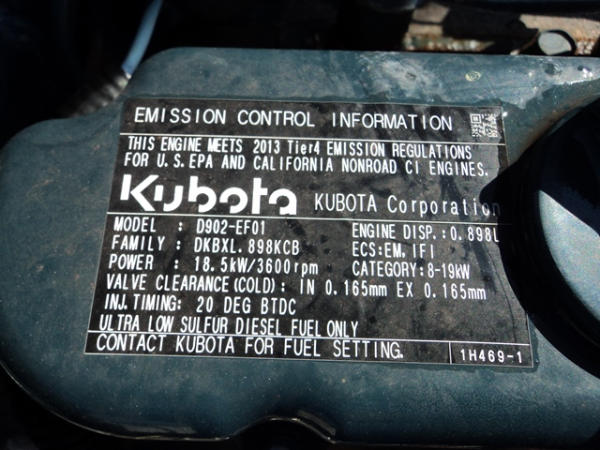 EMISSION CONTROL INFORMATION
THIS ENGINE MEETS 2013 Tier4 EMISSION REGULATIONS
FOR U.S.EPA AND CALIFORNIA NONROAD CI ENGINES.
Kubota KUBOTA Corporation
MODEL : D902-EF01 ENGINE DISP.:0.898L
FAMILY : DKBXL.898KCB ECS:EM,IFI
POWER : 18.5kW/3600rpm CATEGORY:8-19kW
VALVE CLEARANCE(COLD): IN 0.165mm EX 0.165mm
INJ.TIMING: 20 DEG BTDC
ULTRA LOW SULFUR DIESEL FUEL ONLY
CONTACT KUBOTA FOR FUEL SETTING. 1H469-1